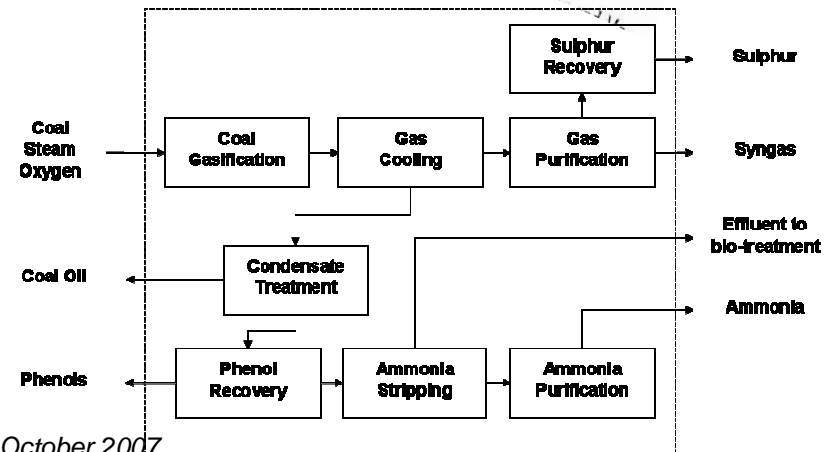 Sulphur
Recovery
Sulphur
Coal
Steam
Oxygen
Coal
Gasification
Gas
Cooling
Gas
Purification
Syngas
Effluent to
bio-treatment
Coal Oil
Condensate
Treatment
Ammonia
Phenols
Phenol
Recovery
Ammonia
Stripping
Ammonia
Purification
October 2007